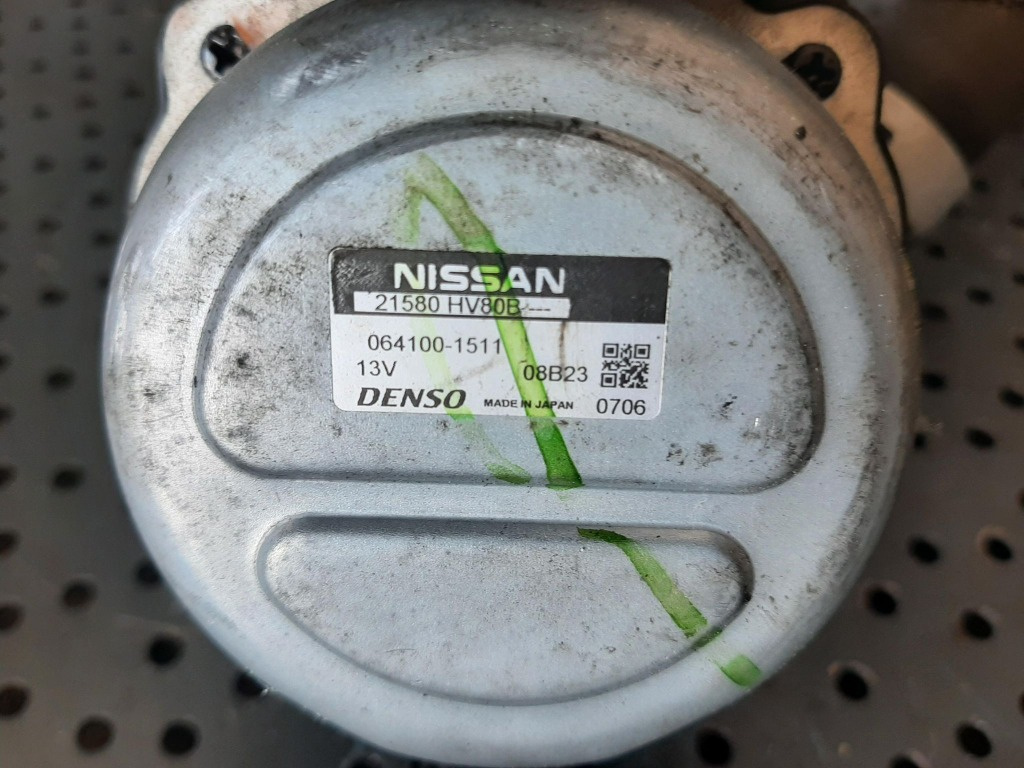 NISSAN
21580 HV80B ---
064100-1511
13V 08B23
DENSO MADE IN JAPAN 0706